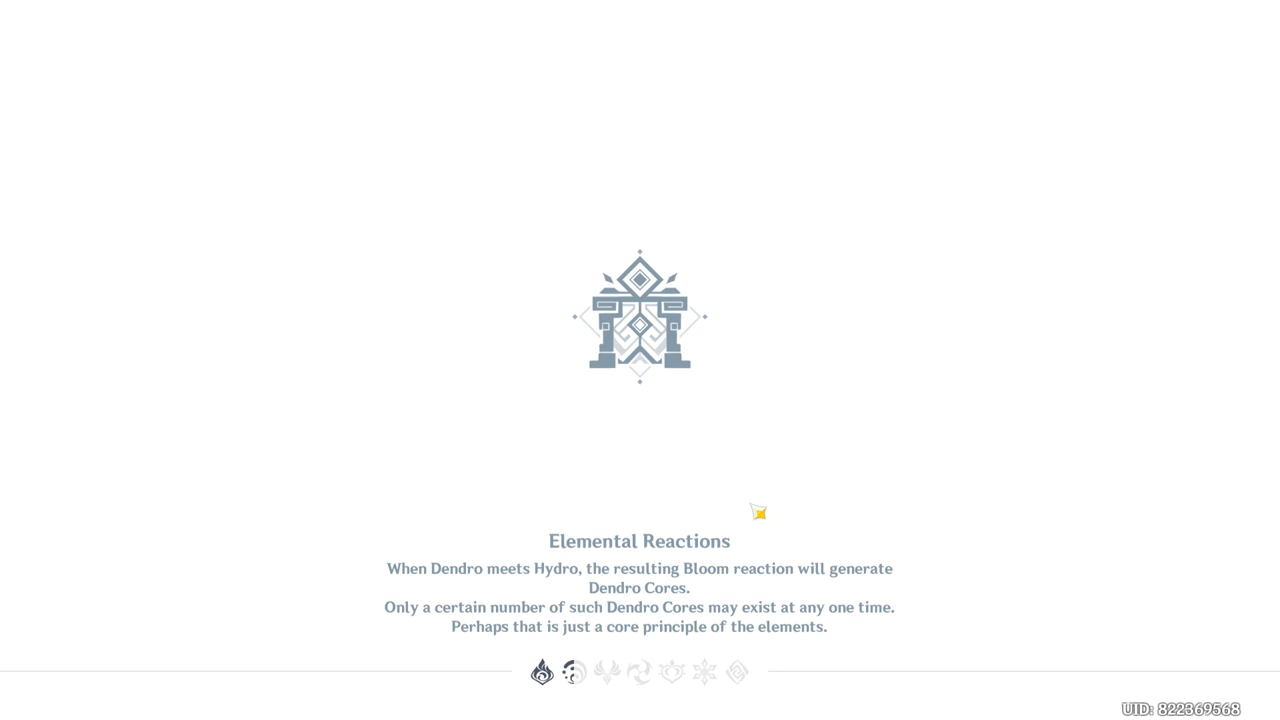 Elemental Reactions
When Dendro meets Hydro, the resulting Bloom reaction will generate
Dendro Cores.
Only a certain number of such Dendro Cores may exist at any one time.
Perhaps that is just a core principle of the elements.
UID: 822369568